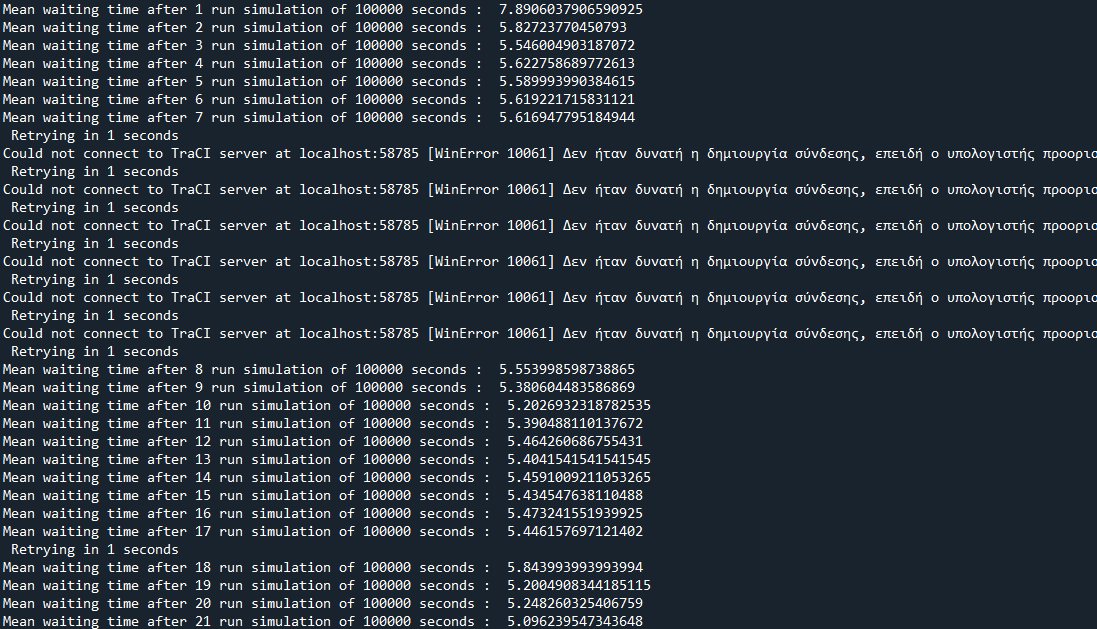 Mean waiting time after 1 run simulation of 100000 seconds :  7.8906037906590925
Mean waiting time after 2 run simulation of 100000 seconds :  5.82723770450793
Mean waiting time after 3 run simulation of 100000 seconds :  5.546004903187072
Mean waiting time after 4 run simulation of 100000 seconds :  5.622758689772613
Mean waiting time after 5 run simulation of 100000 seconds :  5.589993990384615
Mean waiting time after 6 run simulation of 100000 seconds :  5.619221715831121
Mean waiting time after 7 run simulation of 100000 seconds :  5.616947795184944
 Retrying in 1 seconds
Could not connect to TraCI server at localhost:58785 [WinError 10061] Δεν ήταν δυνατή η δημιουργία σύνδεσης, επειδή ο υπολογιστής προορισ
 Retrying in 1 seconds
Could not connect to TraCI server at localhost:58785 [WinError 10061] Δεν ήταν δυνατή η δημιουργία σύνδεσης, επειδή ο υπολογιστής προορισ
 Retrying in 1 seconds
Could not connect to TraCI server at localhost:58785 [WinError 10061] Δεν ήταν δυνατή η δημιουργία σύνδεσης, επειδή ο υπολογιστής προορισ
 Retrying in 1 seconds
Could not connect to TraCI server at localhost:58785 [WinError 10061] Δεν ήταν δυνατή η δημιουργία σύνδεσης, επειδή ο υπολογιστής προορισ
 Retrying in 1 seconds
Could not connect to TraCI server at localhost:58785 [WinError 10061] Δεν ήταν δυνατή η δημιουργία σύνδεσης, επειδή ο υπολογιστής προορισ
 Retrying in 1 seconds
Could not connect to TraCI server at localhost:58785 [WinError 10061] Δεν ήταν δυνατή η δημιουργία σύνδεσης, επειδή ο υπολογιστής προορισ
 Retrying in 1 seconds
Mean waiting time after 8 run simulation of 100000 seconds :  5.553998598738865
Mean waiting time after 9 run simulation of 100000 seconds :  5.380604483586869
Mean waiting time after 10 run simulation of 100000 seconds :  5.2026932318782535
Mean waiting time after 11 run simulation of 100000 seconds :  5.390488110137672
Mean waiting time after 12 run simulation of 100000 seconds :  5.464260686755431
Mean waiting time after 13 run simulation of 100000 seconds :  5.4041541541541545
Mean waiting time after 14 run simulation of 100000 seconds :  5.4591009211053265
Mean waiting time after 15 run simulation of 100000 seconds :  5.434547638110488
Mean waiting time after 16 run simulation of 100000 seconds :  5.473241551939925
Mean waiting time after 17 run simulation of 100000 seconds :  5.446157697121402
 Retrying in 1 seconds
Mean waiting time after 18 run simulation of 100000 seconds :  5.843993993993994
Mean waiting time after 19 run simulation of 100000 seconds :  5.2004908344185115
Mean waiting time after 20 run simulation of 100000 seconds :  5.248260325406759
Mean waiting time after 21 run simulation of 100000 seconds :  5.096239547343648